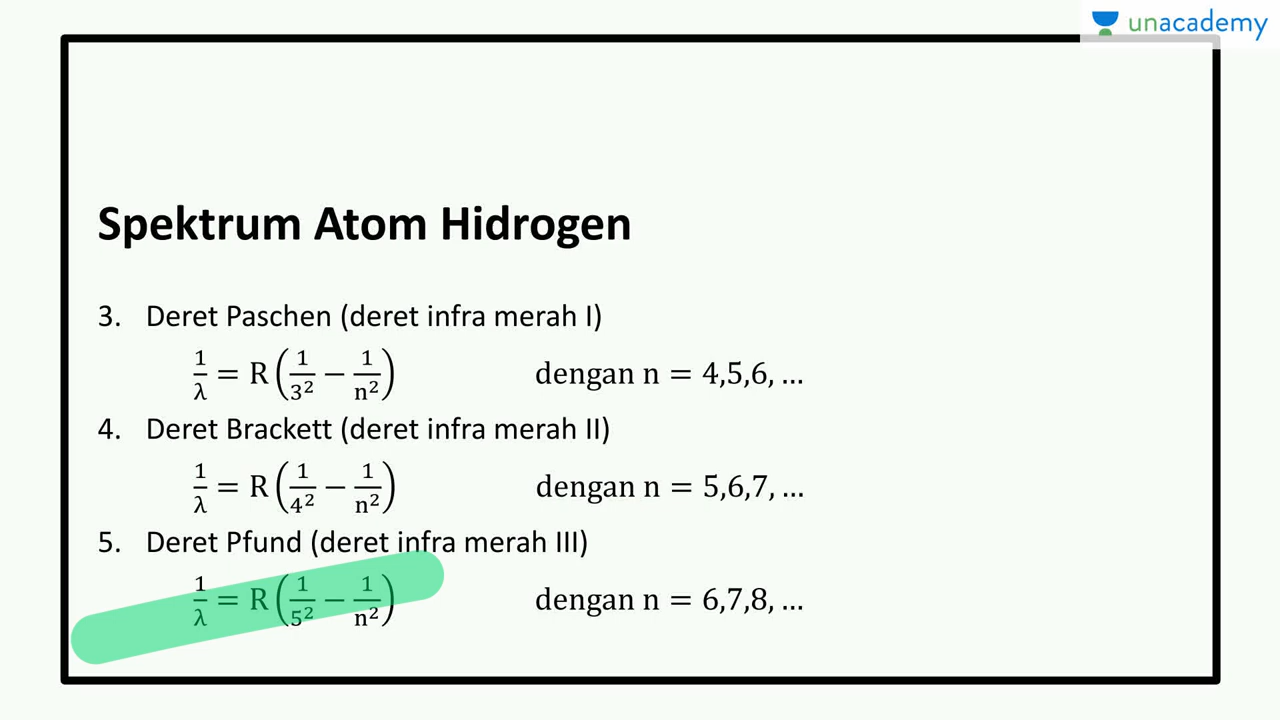 unacademy
Spektrum Atom Hidrogen
3. Deret Paschen (deret infra merah I)
1/λ = R(1/3² − 1/n²) dengan n = 4,5,6, ...
4. Deret Brackett (deret infra merah II)
1/λ = R(1/4² − 1/n²) dengan n = 5,6,7, ...
5. Deret Pfund (deret infra merah III)
1/λ = R(1/5² − 1/n²) dengan n = 6,7,8, ...